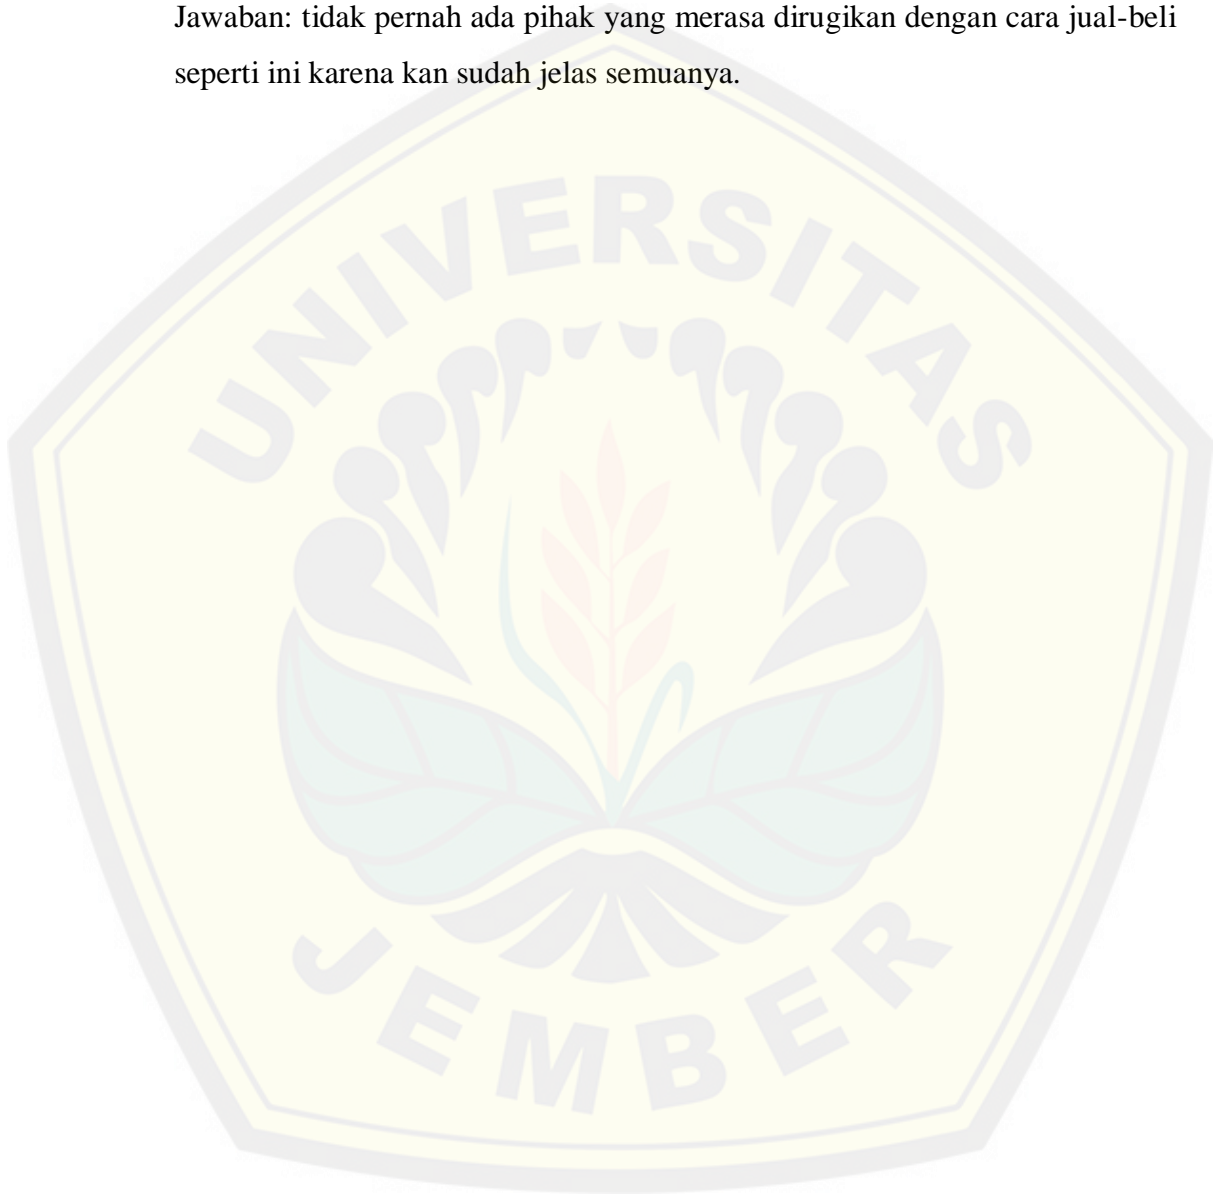 Jawaban: tidak pernah ada pihak yang merasa dirugikan dengan cara jual-beli
seperti ini karena kan sudah jelas semuanya.
UNIVERSITAS
JEMBER